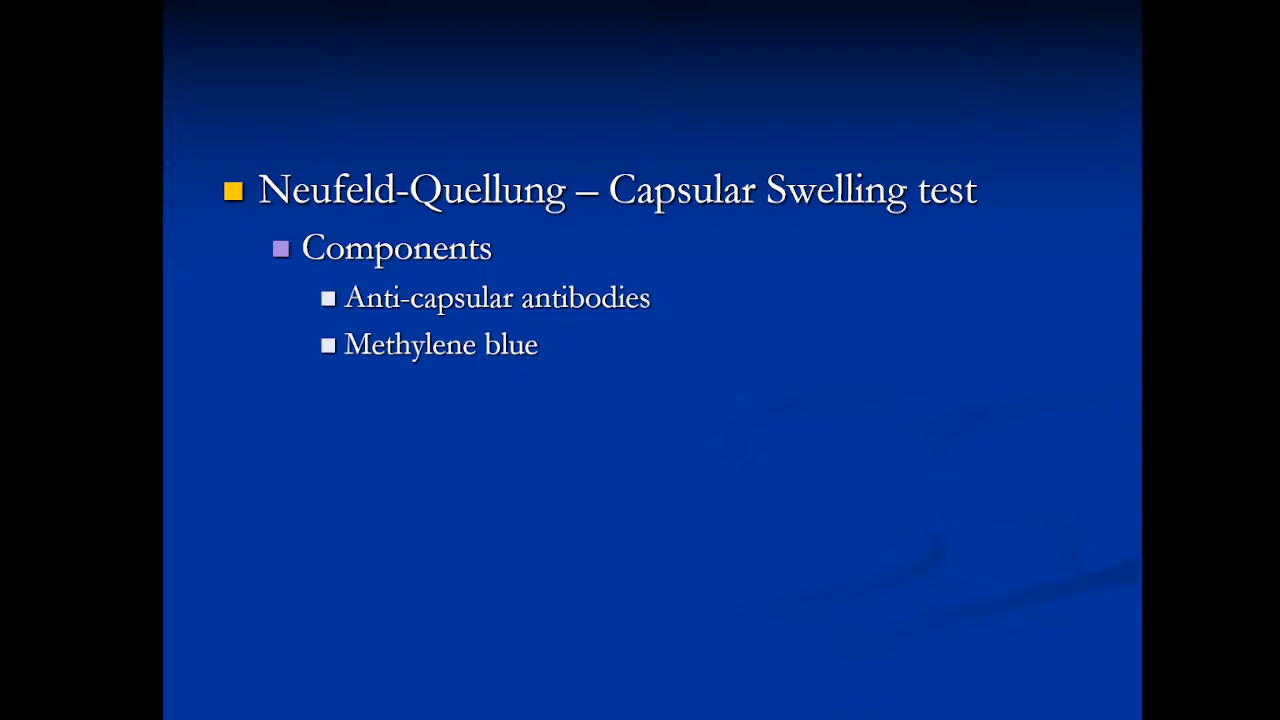 Neufeld-Quellung – Capsular Swelling test
Components
Anti-capsular antibodies
Methylene blue